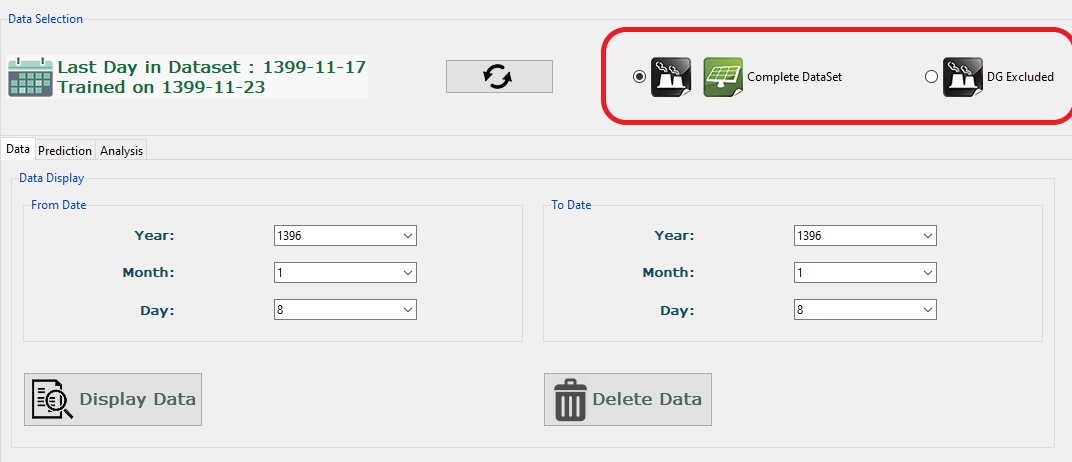 Data Selection
Last Day in Dataset : 1399-11-17
Trained on 1399-11-23
Complete DataSet
DG Excluded
Data Prediction Analysis
Data Display
From Date
Year: 1396
Month: 1
Day: 8
To Date
Year: 1396
Month: 1
Day: 8
Display Data
Delete Data